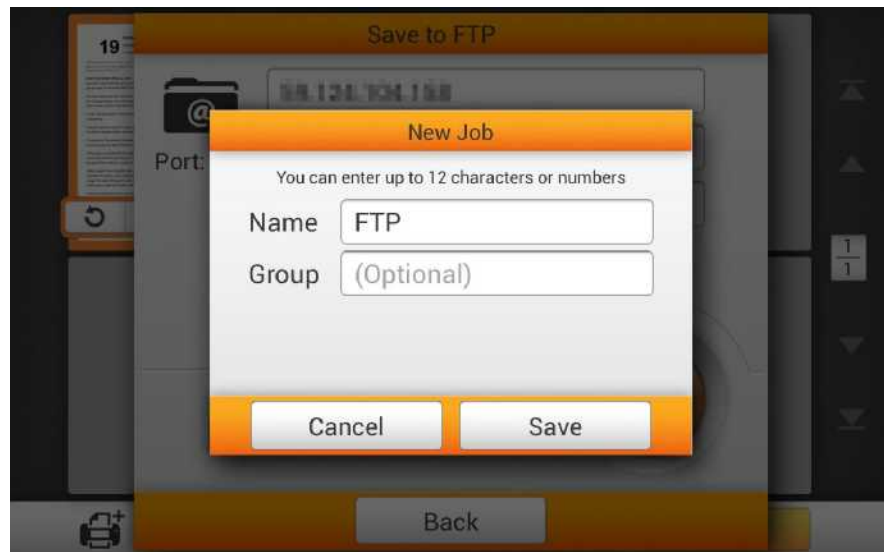 19
Save to FTP
@
Port:
New Job
You can enter up to 12 characters or numbers
Name FTP
Group (Optional)
Cancel Save
Back
1
1